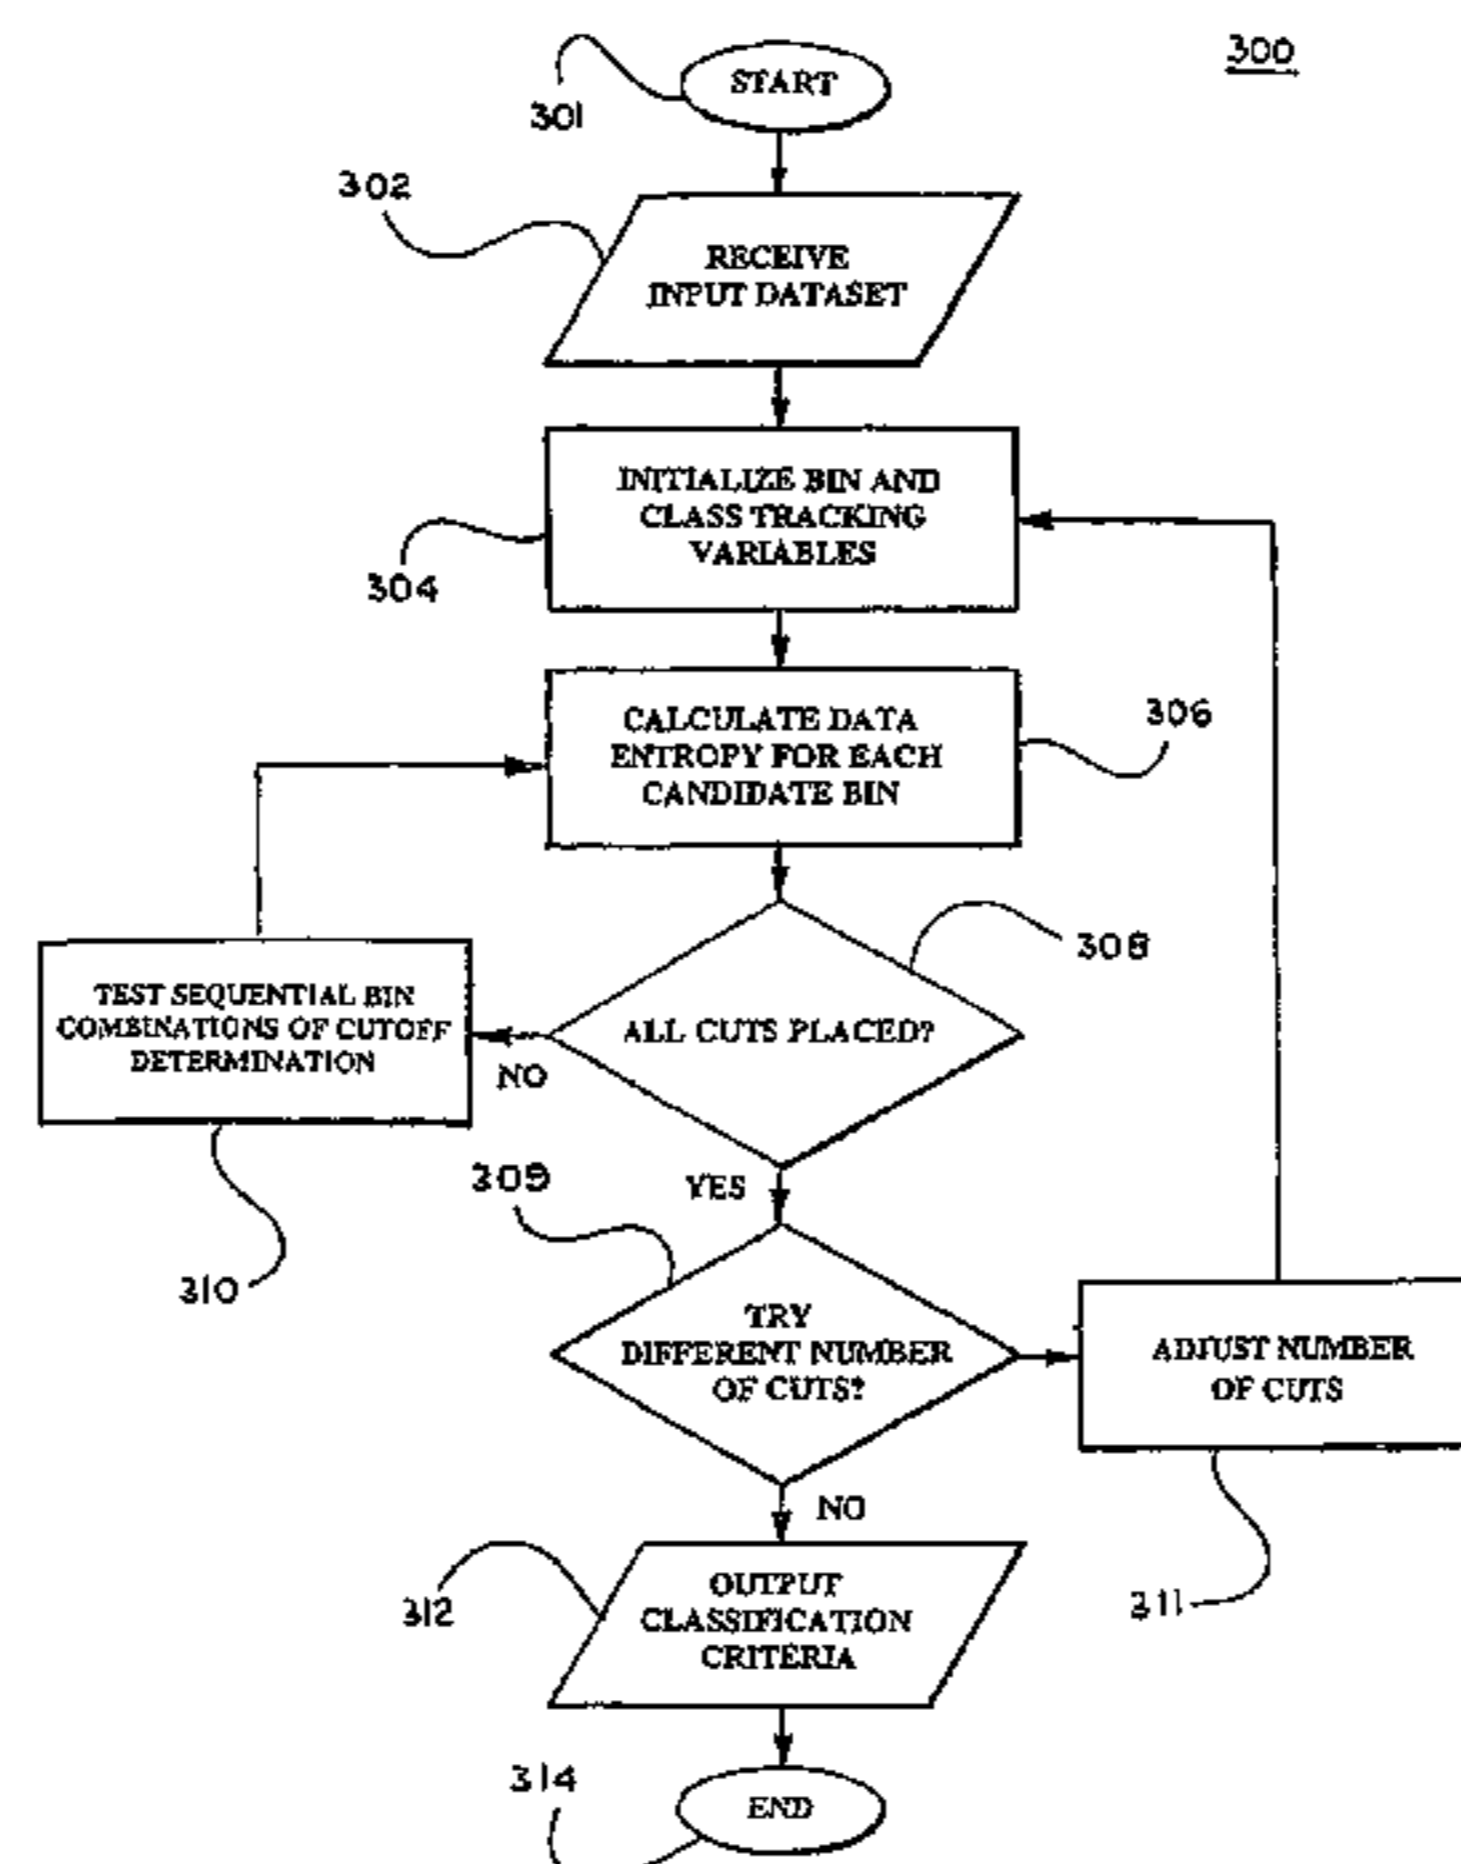 300
START
301
302
RECEIVE
INPUT DATASET
INITIALIZE BIN AND
CLASS TRACKING
VARIABLES
304
CALCULATE DATA
ENTROPY FOR EACH
CANDIDATE BIN
306
308
TEST SEQUENTIAL BIN
COMBINATIONS OF CUTOFF
DETERMINATION
ALL CUTS PLACED?
NO
309
YES
310
TRY
DIFFERENT NUMBER
OF CUTS?
ADJUST NUMBER
OF CUTS
NO
311
312
OUTPUT
CLASSIFICATION
CRITERIA
314
END